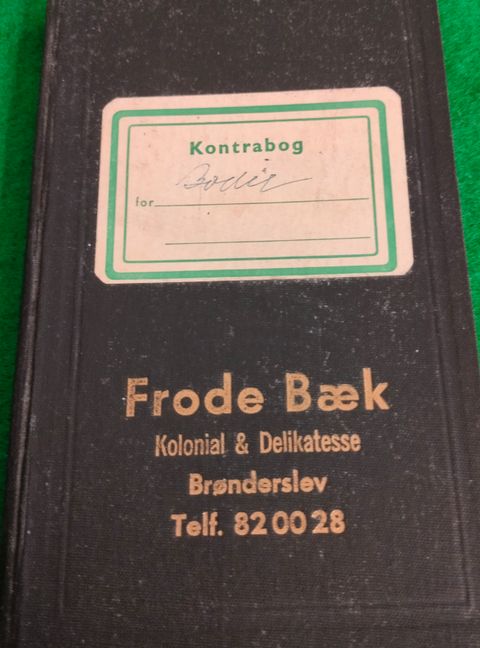 Kontrabog
Bodil
for
Frode Bæk
Kolonial & Delikatesse
Brønderslev
Telf. 82 00 28